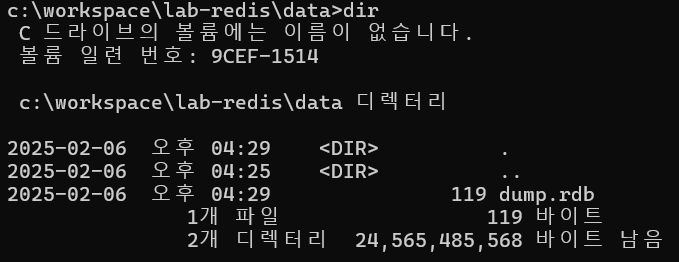 c:\workspace\lab-redis\data>dir
C 드라이브의 볼륨에는 이름이 없습니다.
볼륨 일련 번호: 9CEF-1514
c:\workspace\lab-redis\data 디렉터리
2025-02-06 오후 04:29 <DIR> .
2025-02-06 오후 04:25 <DIR> ..
2025-02-06 오후 04:29 119 dump.rdb
1개 파일 119 바이트
2개 디렉터리 24,565,485,568 바이트 남음